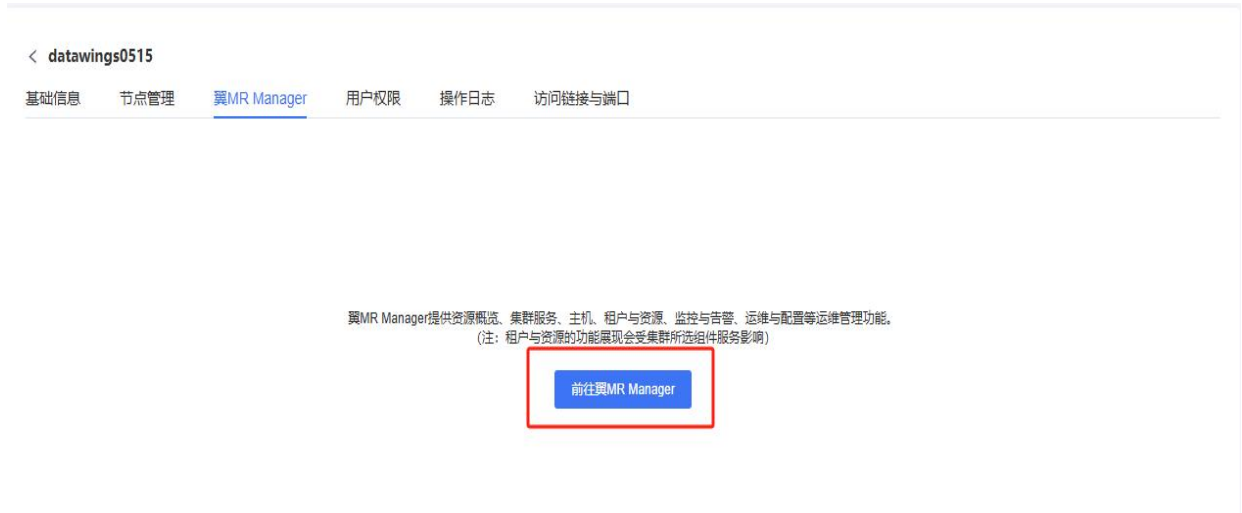 < datawings0515
基础信息 节点管理 翼MR Manager 用户权限 操作日志 访问链接与端口
翼MR Manager提供资源概览、集群服务、主机、租户与资源、监控与告警、运维与配置等运维管理功能。
(注：租户与资源的功能展现会受集群所选组件服务影响)
前往翼MR Manager